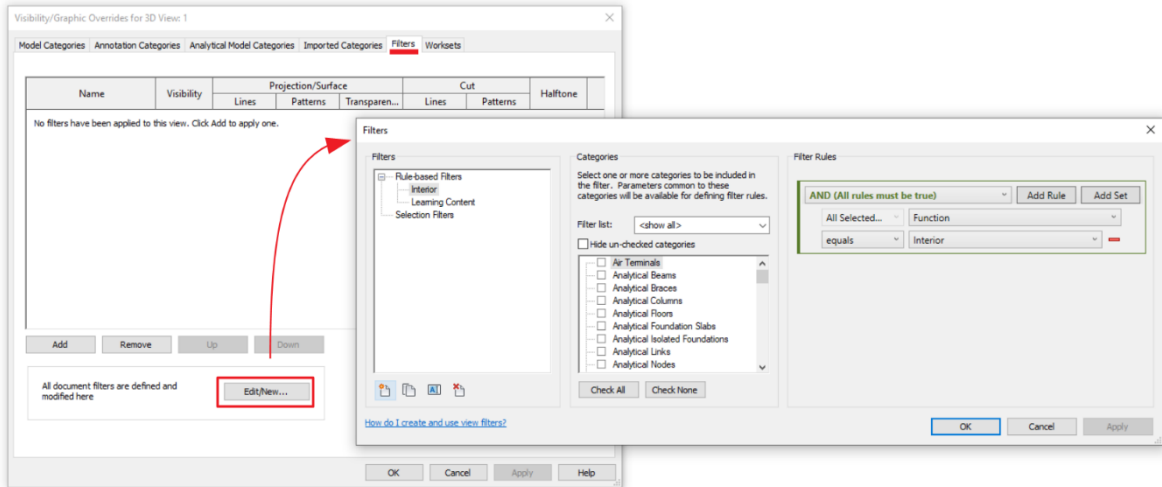 Visibility/Graphic Overrides for 3D View: 1
Model Categories Annotation Categories Analytical Model Categories Imported Categories Filters Worksets
Name Visibility Projection/Surface Cut Halftone
Lines Patterns Transparen... Lines Patterns
No filters have been applied to this view. Click Add to apply one.
Add Remove Up Down
All document filters are defined and
modified here
Edit/New...
OK Cancel Apply Help
Filters
Filters
Rule-based Filters
Interior
Learning Content
Selection Filters
How do I create and use view filters?
Categories
Select one or more categories to be included in
the filter. Parameters common to these
categories will be available for defining filter rules.
Filter list: <show all>
Hide un-checked categories
Air Terminals
Analytical Beams
Analytical Braces
Analytical Columns
Analytical Floors
Analytical Foundation Slabs
Analytical Isolated Foundations
Analytical Links
Analytical Nodes
Check All Check None
Filter Rules
AND (All rules must be true) Add Rule Add Set
All Selected... Function
equals Interior
OK Cancel Apply